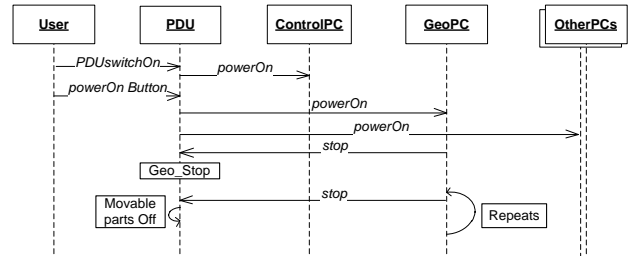 User
PDU
ControlPC
GeoPC
OtherPCs
PDUswitchOn
powerOn
powerOn Button
powerOn
powerOn
stop
Geo_Stop
stop
Movable
parts Off
Repeats